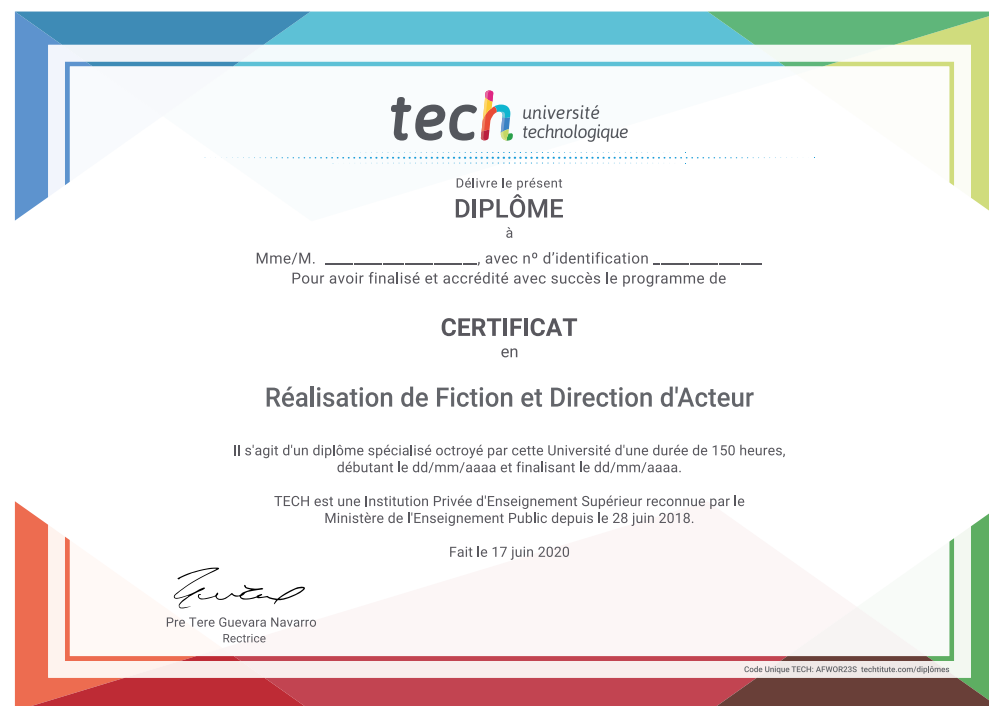 tech université
technologique
Délivre le présent
DIPLÔME
à
Mme/M. ________________, avec nº d'identification ____________
Pour avoir finalisé et accrédité avec succès le programme de
CERTIFICAT
en
Réalisation de Fiction et Direction d'Acteur
Il s'agit d'un diplôme spécialisé octroyé par cette Université d'une durée de 150 heures,
débutant le dd/mm/aaaa et finalisant le dd/mm/aaaa.
TECH est une Institution Privée d'Enseignement Supérieur reconnue par le
Ministère de l'Enseignement Public depuis le 28 juin 2018.
Fait le 17 juin 2020
Pre Tere Guevara Navarro
Rectrice
Code Unique TECH: AFWOR23S techtitute.com/diplômes